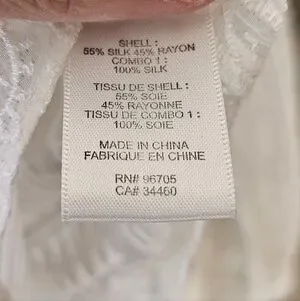 SHELL :
55% SILK 45% RAYON
COMBO 1 :
100% SILK
TISSU DE SHELL :
55% SOIE
45% RAYONNE
TISSU DE COMBO 1 :
100% SOIE
MADE IN CHINA
FABRIQUE EN CHINE
RN# 96705
CA# 34460